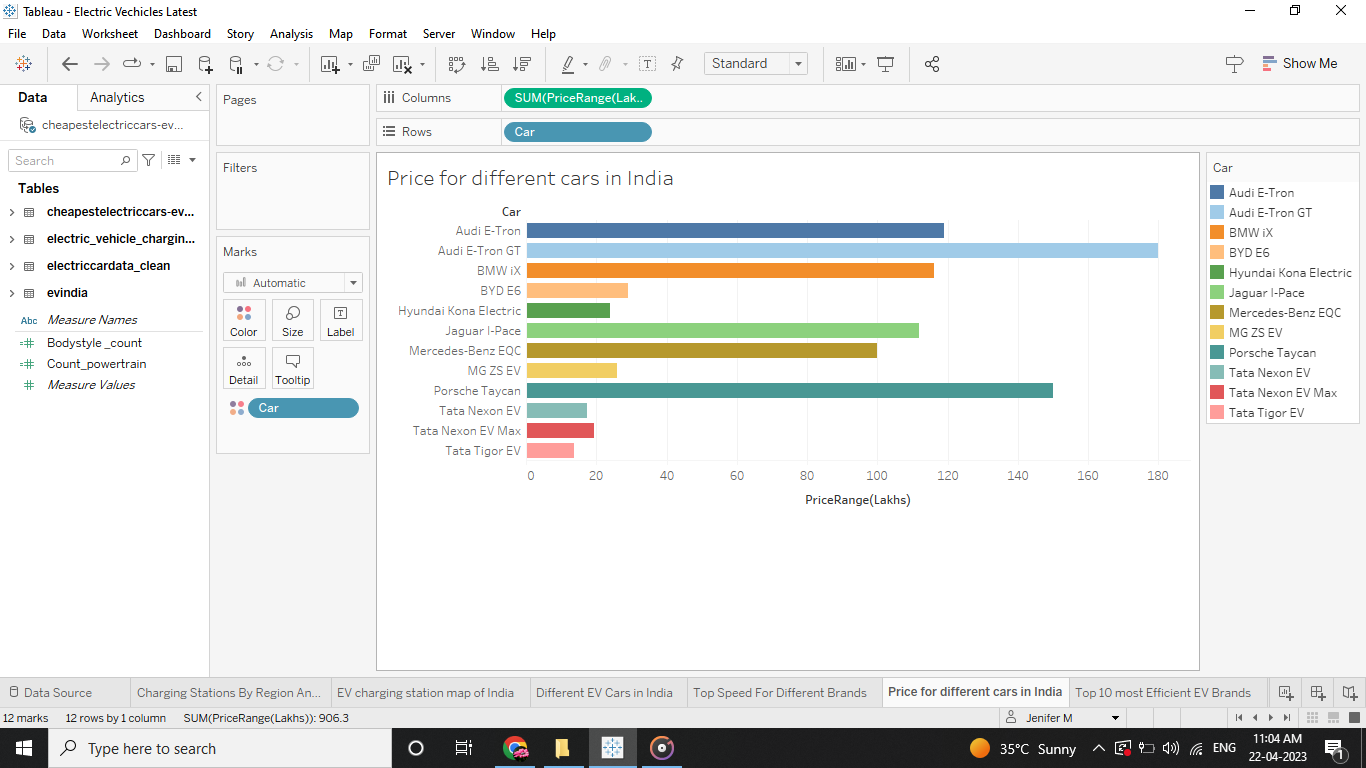 Tableau - Electric Vechicles Latest
File Data Worksheet Dashboard Story Analysis Map Format Server Window Help
Standard
Show Me
Data Analytics
cheapestelectriccars-ev...
Search
Tables
cheapestelectriccars-ev...
electric_vehicle_chargin...
electriccardata_clean
evindia
Abc Measure Names
Bodystyle _count
Count_powertrain
Measure Values
Pages
Filters
Marks
Automatic
Color Size Label
Detail Tooltip
Car
Columns SUM(PriceRange(Lak..
Rows Car
Price for different cars in India
Car
Audi E-Tron
Audi E-Tron GT
BMW iX
BYD E6
Hyundai Kona Electric
Jaguar I-Pace
Mercedes-Benz EQC
MG ZS EV
Porsche Taycan
Tata Nexon EV
Tata Nexon EV Max
Tata Tigor EV
0 20 40 60 80 100 120 140 160 180
PriceRange(Lakhs)
Car
Audi E-Tron
Audi E-Tron GT
BMW iX
BYD E6
Hyundai Kona Electric
Jaguar I-Pace
Mercedes-Benz EQC
MG ZS EV
Porsche Taycan
Tata Nexon EV
Tata Nexon EV Max
Tata Tigor EV
Data Source Charging Stations By Region An... EV charging station map of India Different EV Cars in India Top Speed For Different Brands Price for different cars in India Top 10 most Efficient EV Brands
12 marks 12 rows by 1 column SUM(PriceRange(Lakhs)): 906.3 Jenifer M
Type here to search
35°C Sunny
ENG
11:04 AM
22-04-2023
1